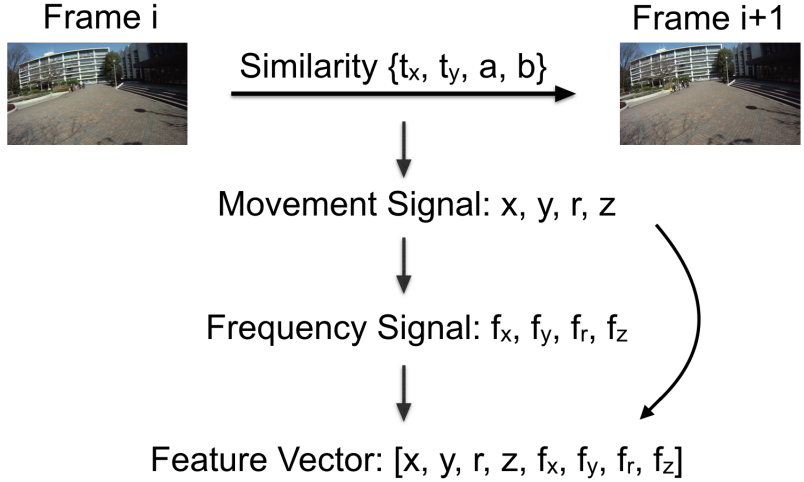 Frame i
Frame i+1
Similarity {tx, ty, a, b}
Movement Signal: x, y, r, z
Frequency Signal: fx, fy, fr, fz
Feature Vector: [x, y, r, z, fx, fy, fr, fz]